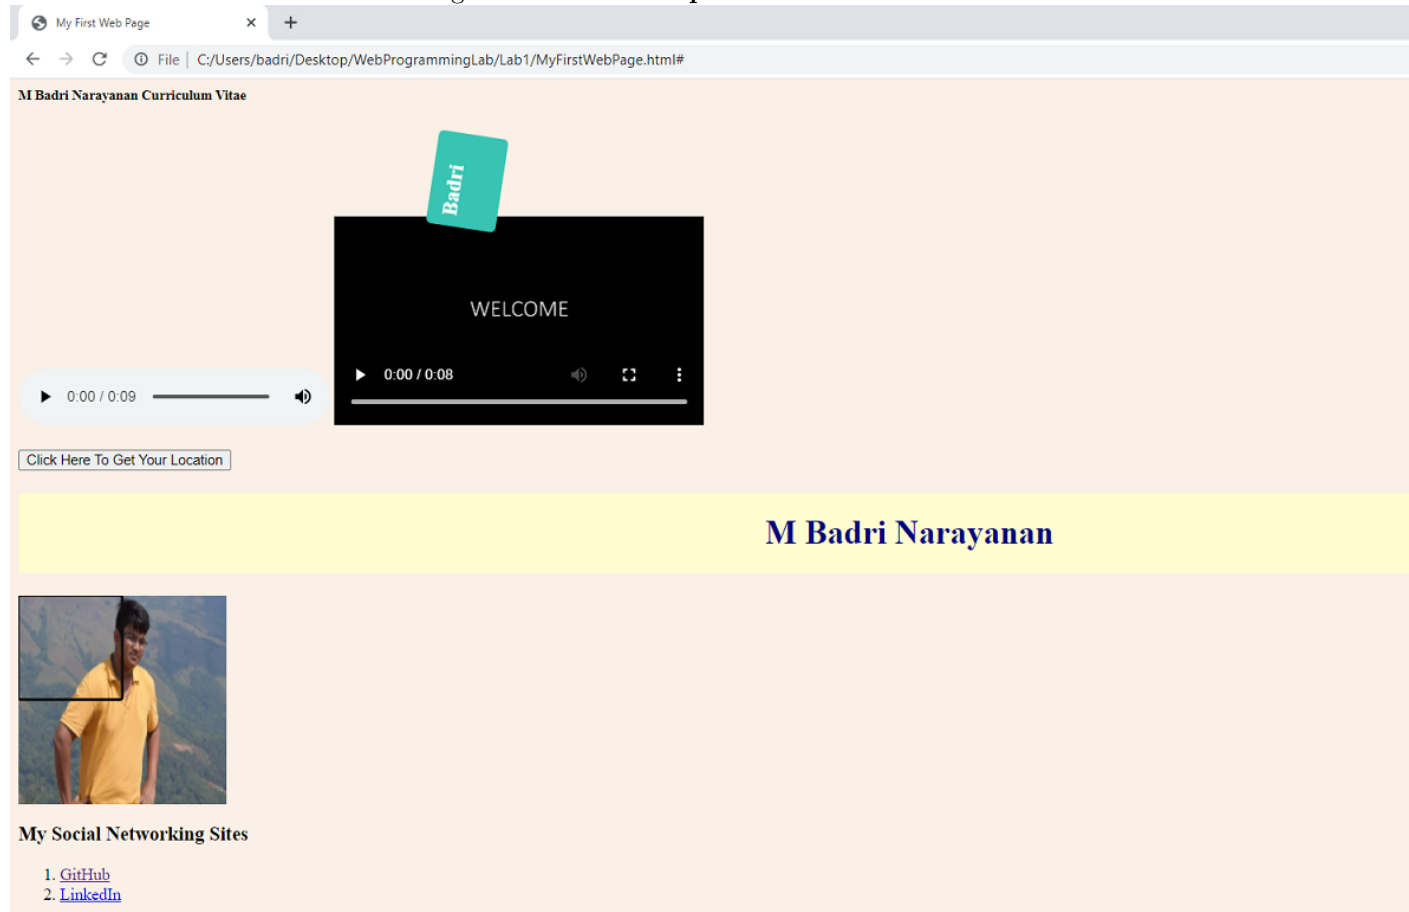 My First Web Page
File | C:/Users/badri/Desktop/WebProgrammingLab/Lab1/MyFirstWebPage.html#
M Badri Narayanan Curriculum Vitae
Badri
WELCOME
0:00 / 0:08
0:00 / 0:09
Click Here To Get Your Location
M Badri Narayanan
My Social Networking Sites
1. GitHub
2. LinkedIn